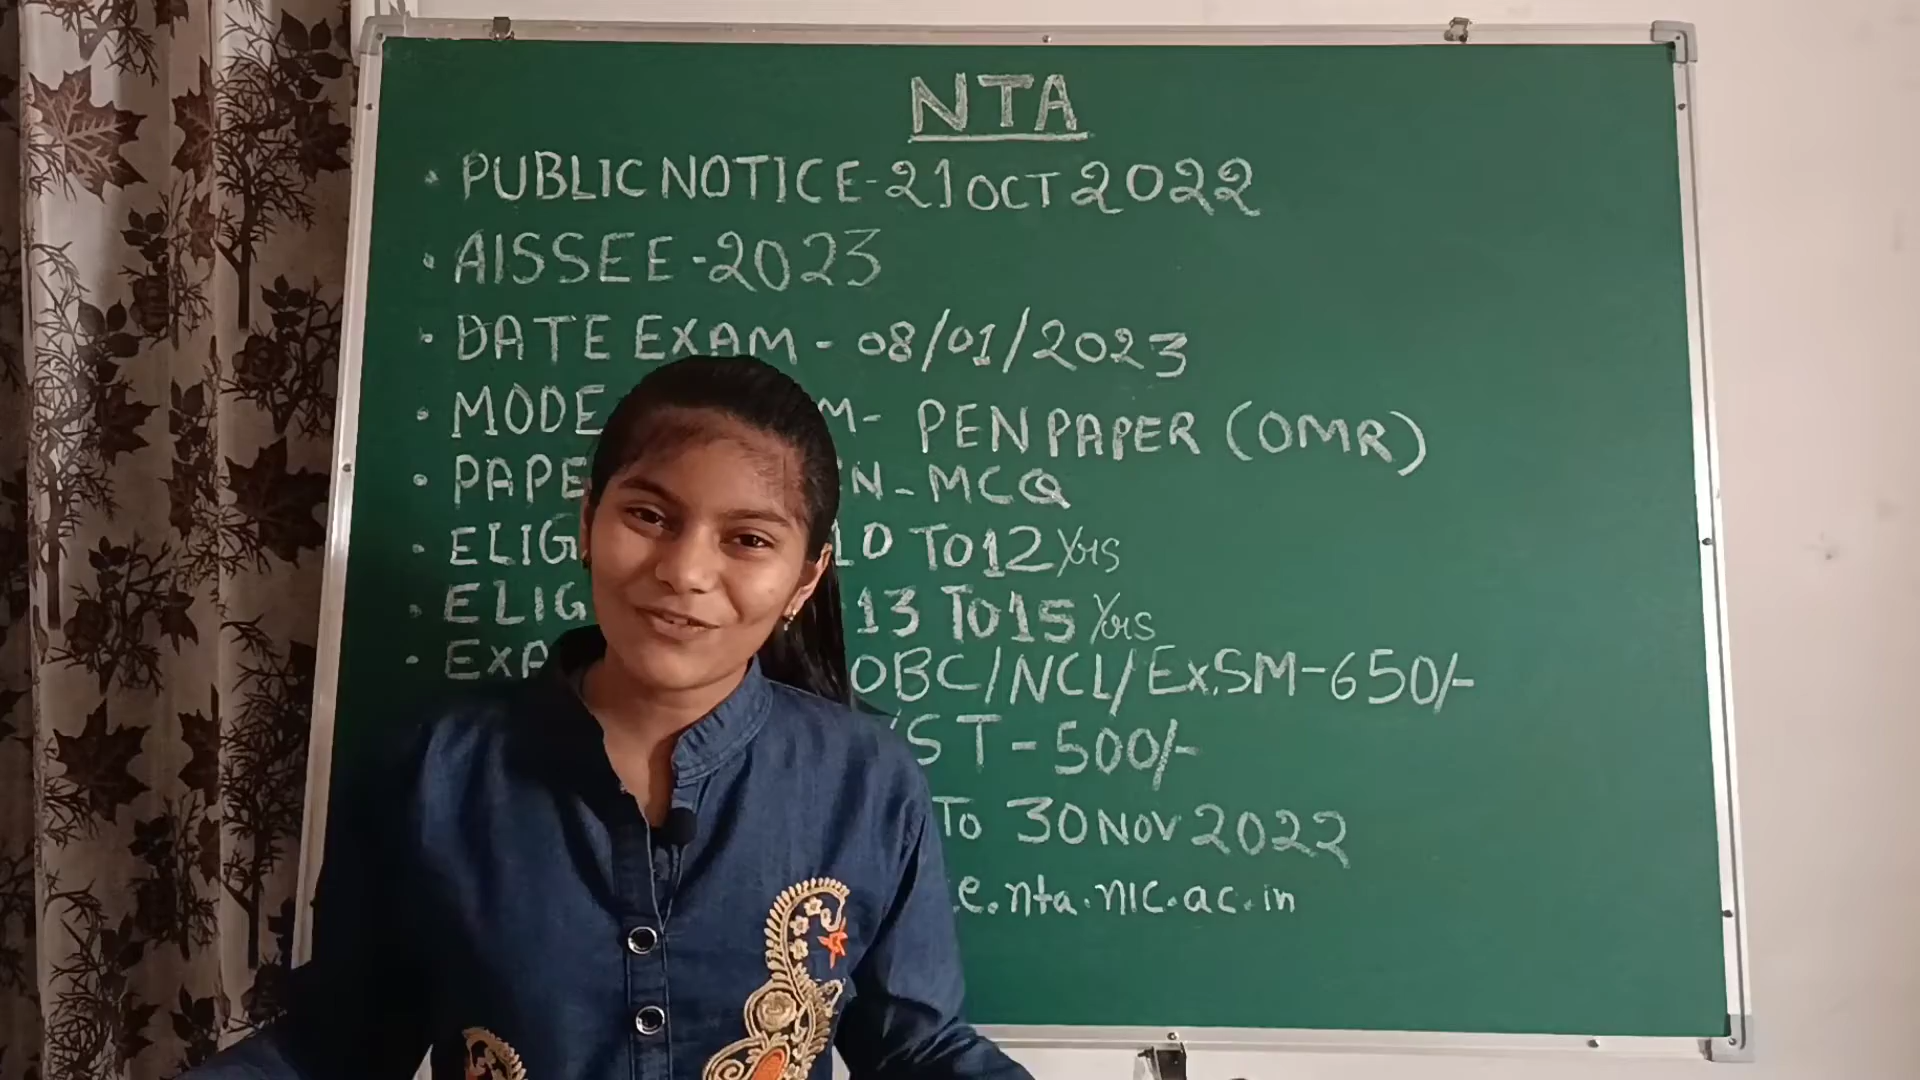 NTA
• PUBLIC NOTICE-21 OCT 2022
• AISSEE-2023
• DATE EXAM - 08/01/2023
• MODE M- PEN PAPER (OMR)
• PAPE N-MCQ
• ELIG 10 TO 12 Yrs
• ELIG 13 TO 15 Yrs
• EXA OBC/NCL/Ex.SM-650/-
/ST-500/-
TO 30 NOV 2022
e.nta.nic.ac.in